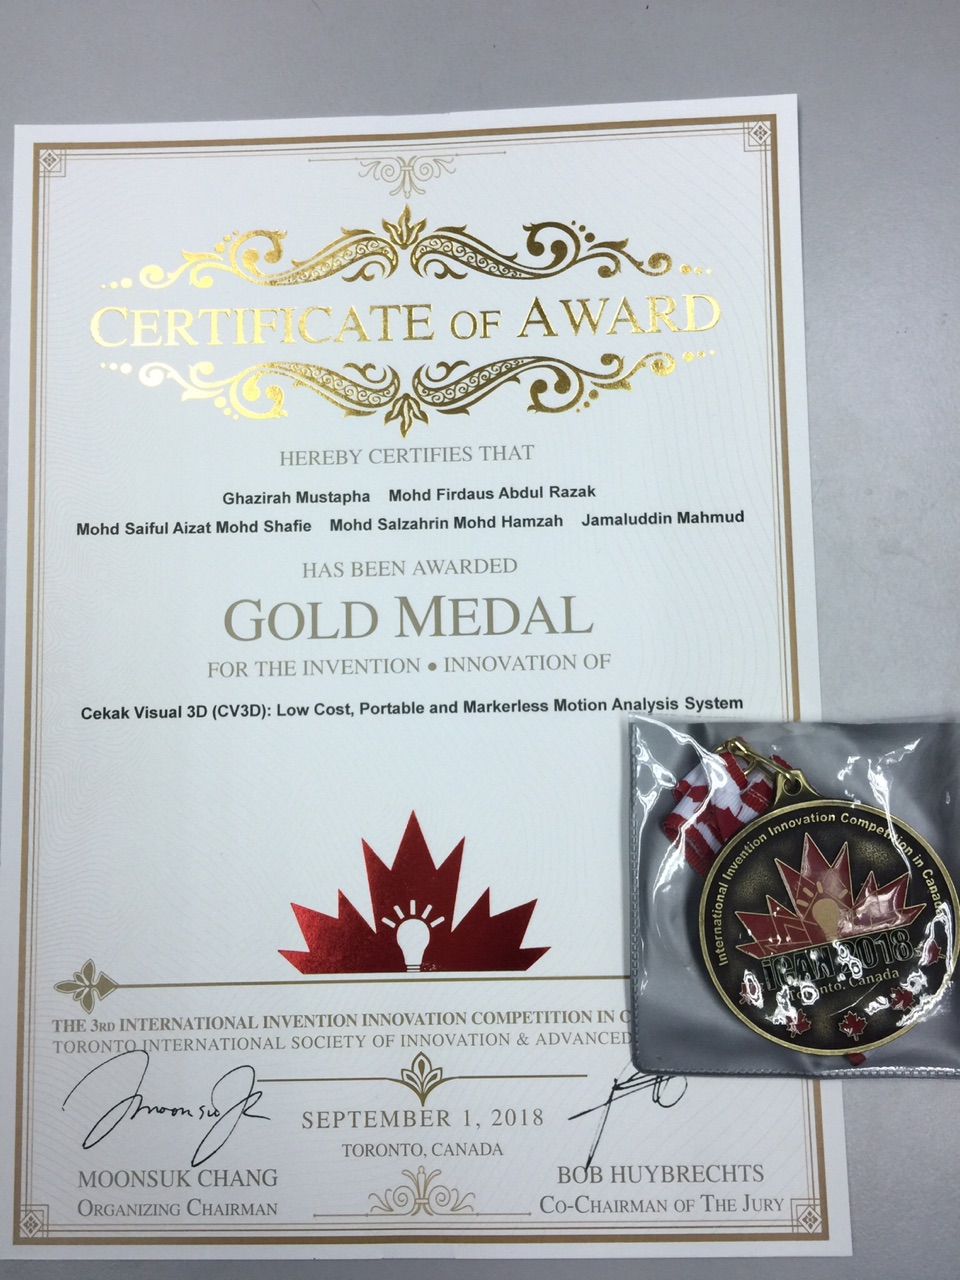 CERTIFICATE OF AWARD
HEREBY CERTIFIES THAT
Ghazirah Mustapha Mohd Firdaus Abdul Razak
Mohd Saiful Aizat Mohd Shafie Mohd Salzahrin Mohd Hamzah Jamaluddin Mahmud
HAS BEEN AWARDED
GOLD MEDAL
FOR THE INVENTION • INNOVATION OF
Cekak Visual 3D (CV3D): Low Cost, Portable and Markerless Motion Analysis System
International Invention Innovation Competition in Canada
iCAN 2018
Toronto. Canada
THE 3RD INTERNATIONAL INVENTION INNOVATION COMPETITION IN C
TORONTO INTERNATIONAL SOCIETY OF INNOVATION & ADVANCED
SEPTEMBER 1, 2018
TORONTO, CANADA
MOONSUK CHANG
ORGANIZING CHAIRMAN
BOB HUYBRECHTS
CO-CHAIRMAN OF THE JURY